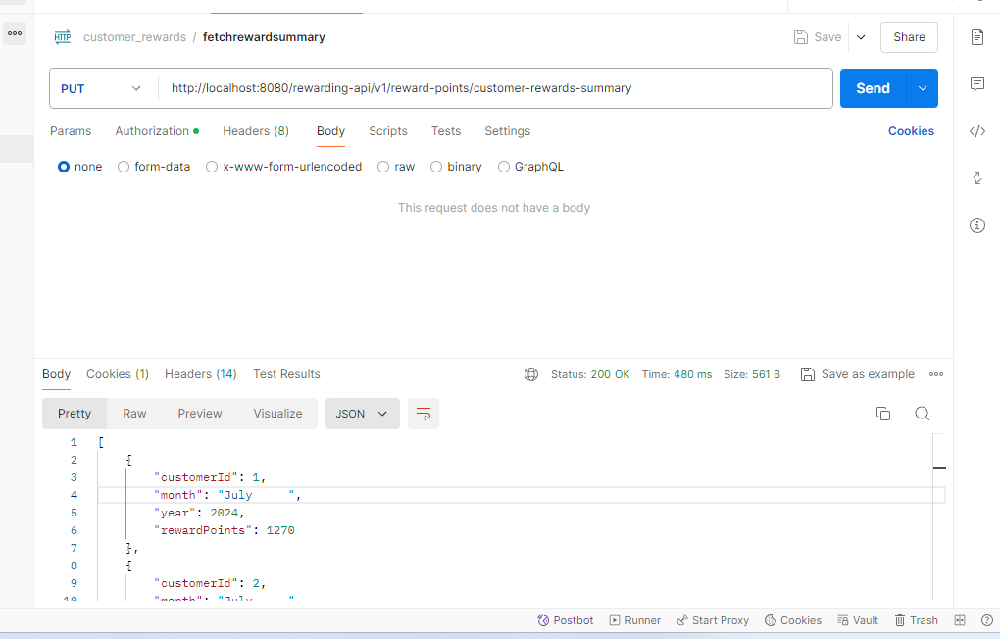 HTTP customer_rewards / fetchrewardsummary Save Share
PUT http://localhost:8080/rewarding-api/v1/reward-points/customer-rewards-summary Send
Params Authorization Headers (8) Body Scripts Tests Settings Cookies
none form-data x-www-form-urlencoded raw binary GraphQL
This request does not have a body
Body Cookies (1) Headers (14) Test Results Status: 200 OK Time: 480 ms Size: 561 B Save as example
Pretty Raw Preview Visualize JSON
1 [
2 {
3 "customerId": 1,
4 "month": "July     ",
5 "year": 2024,
6 "rewardPoints": 1270
7 },
8 {
9 "customerId": 2,
10 "month": "July     "
Postbot Runner Start Proxy Cookies Vault Trash